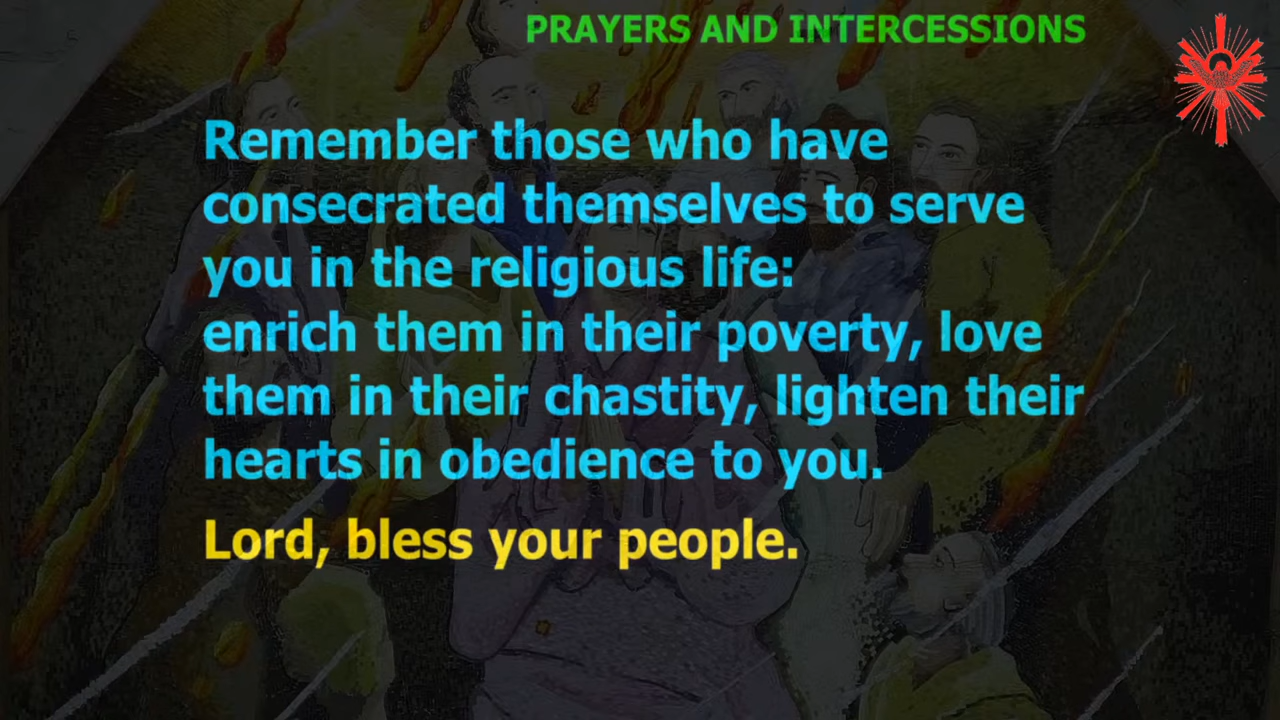 PRAYERS AND INTERCESSIONS
Remember those who have
consecrated themselves to serve
you in the religious life:
enrich them in their poverty, love
them in their chastity, lighten their
hearts in obedience to you.
Lord, bless your people.